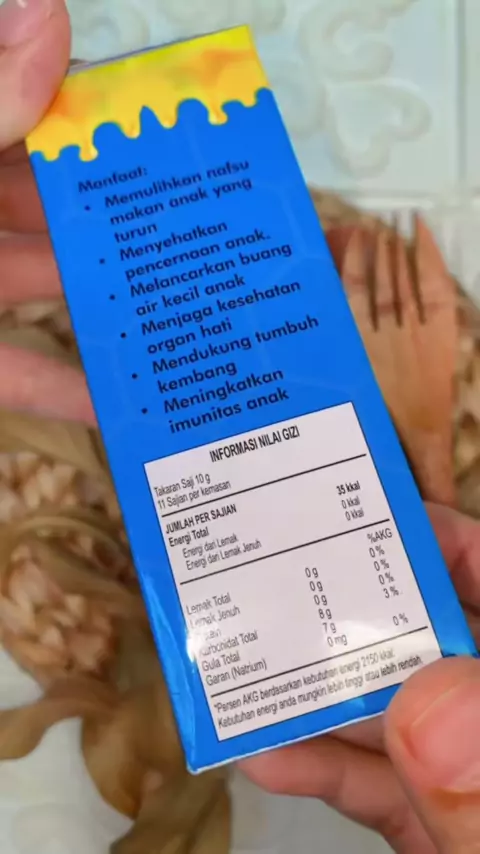 Manfaat:
• Memulihkan nafsu
makan anak yang
turun
• Menyehatkan
pencernaan anak.
• Melancarkan buang
air kecil anak
• Menjaga kesehatan
organ hati
• Mendukung tumbuh
kembang
• Meningkatkan
imunitas anak
INFORMASI NILAI GIZI
Takaran Saji 10 g
11 Sajian per kemasan
JUMLAH PER SAJIAN
Energi Total 35 kkal
Energi dari Lemak 0 kkal
Energi dari Lemak Jenuh 0 kkal
%AKG
Lemak Total 0 g 0%
Lemak Jenuh 0 g 0%
0 g 0%
Karbohidrat Total 8 g 3%
Gula Total 7 g
Garan (Natrium) 0 mg 0%
*Persen AKG berdasarkan kebutuhan energi 2150 kkal.
Kebutuhan energi anda mungkin lebih tinggi atau lebih rendah.